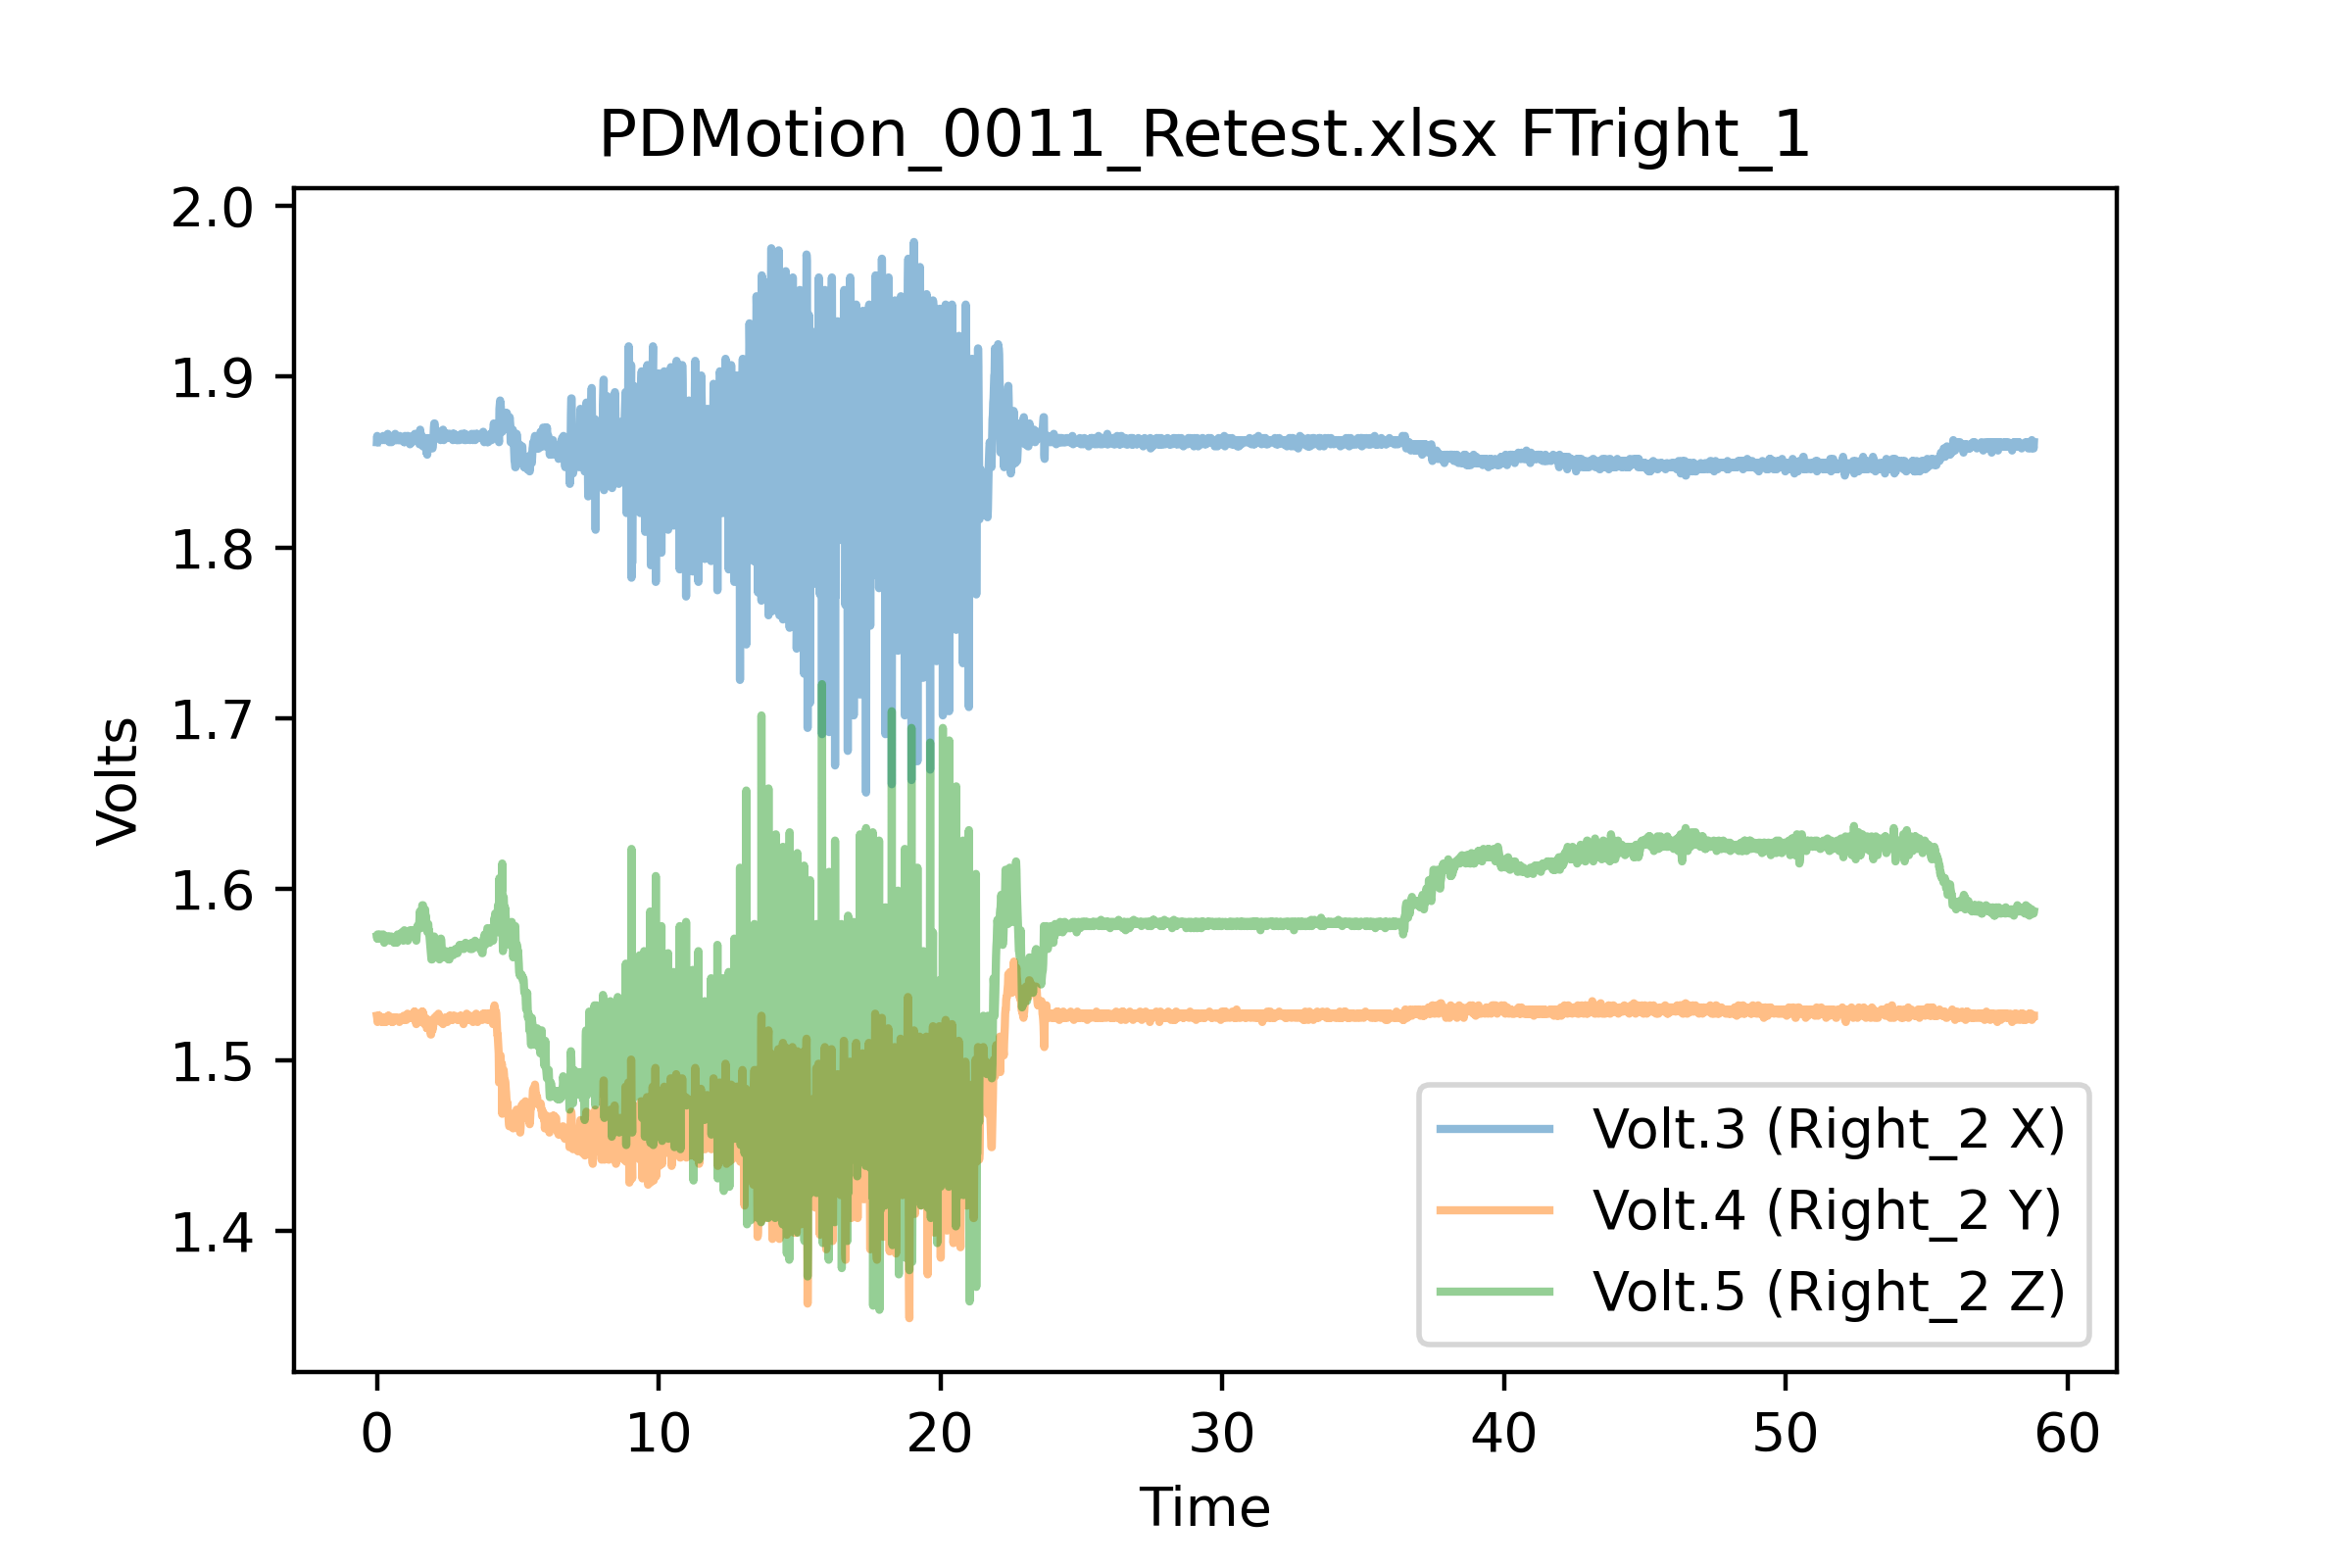 PDMotion_0011_Retest.xlsx FTright_1
2.0
1.9
1.8
1.7
1.6
1.5
1.4
Volts
0 10 20 30 40 50 60
Time
Volt.3 (Right_2 X)
Volt.4 (Right_2 Y)
Volt.5 (Right_2 Z)